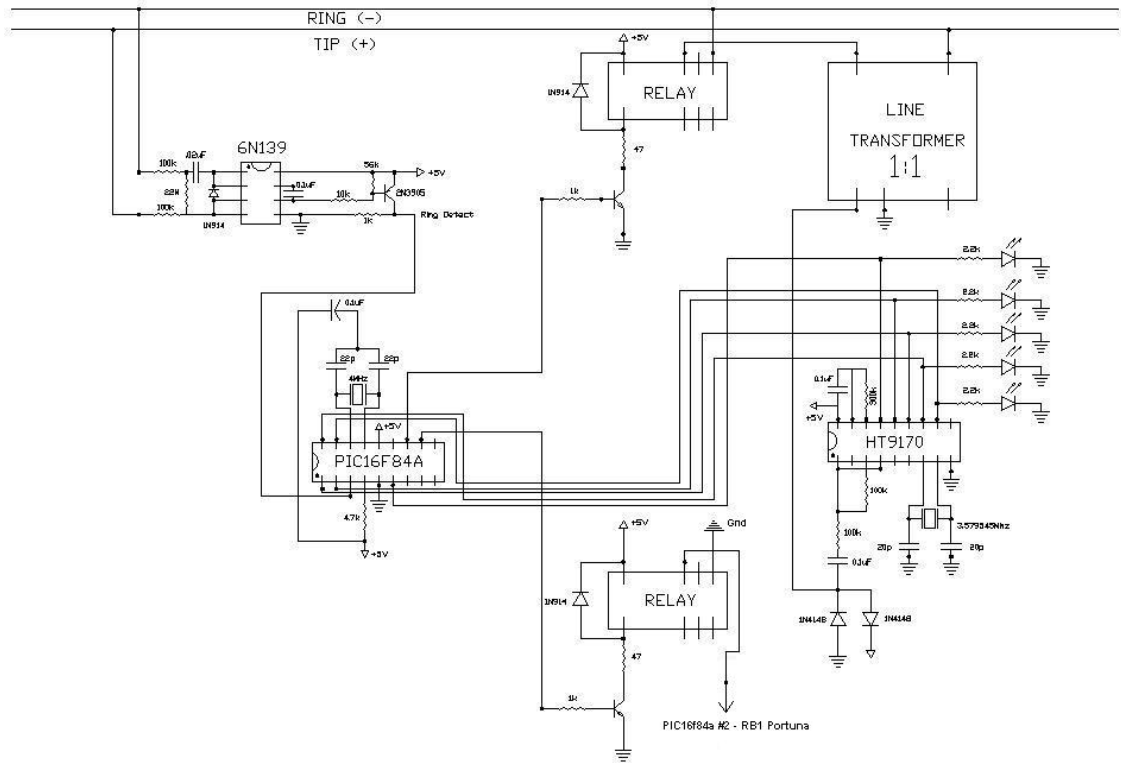 RING (-)
TIP (+)
+5V
1N914
RELAY
LINE
TRANSFORMER
1:1
6N139
.02uF
100k
22M
100k
1N914
0.1uF
56k
10k
1k
2N3905
+5V
Ring Detect
47
1k
2.2k
2.2k
2.2k
2.2k
2.2k
0.1uF
22p
22p
4MHz
+5V
PIC16F84A
4.7k
+5V
0.1uF
300k
+5V
HT9170
100k
100k
0.1uF
3.579545Mhz
20p
20p
1N4148
1N4148
+5V
Gnd
1N914
RELAY
47
1k
PIC16f84a #2 - RB1 Portuna